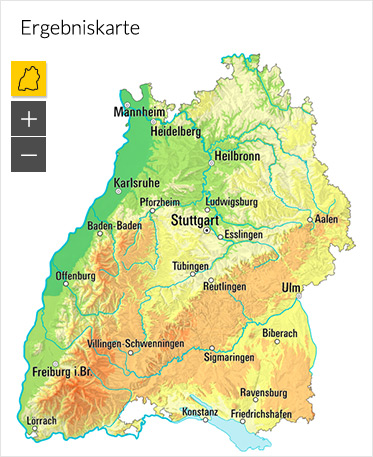 Ergebniskarte
Mannheim
Heidelberg
Heilbronn
Karlsruhe
Pforzheim
Ludwigsburg
Stuttgart
Aalen
Baden-Baden
Esslingen
Tübingen
Offenburg
Reutlingen
Ulm
Villingen-Schwenningen
Biberach
Sigmaringen
Freiburg i.Br.
Ravensburg
Konstanz
Friedrichshafen
Lörrach